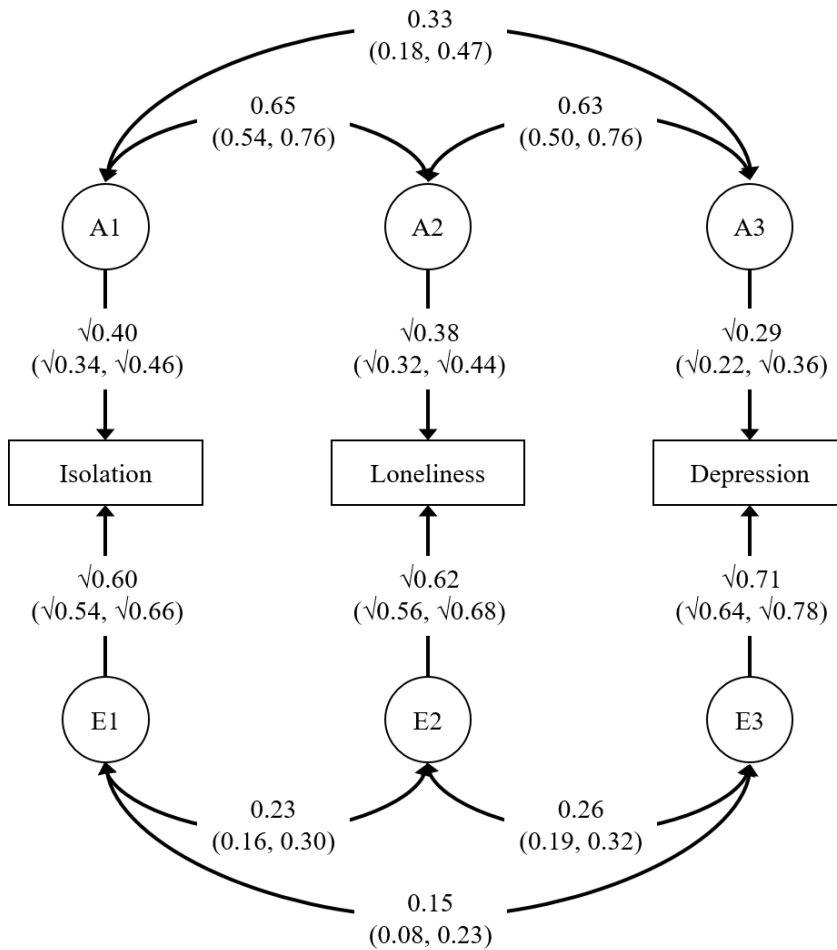 0.33
(0.18, 0.47)
0.65
(0.54, 0.76)
0.63
(0.50, 0.76)
A1
A2
A3
√0.40
(√0.34, √0.46)
√0.38
(√0.32, √0.44)
√0.29
(√0.22, √0.36)
Isolation
Loneliness
Depression
√0.60
(√0.54, √0.66)
√0.62
(√0.56, √0.68)
√0.71
(√0.64, √0.78)
E1
E2
E3
0.23
(0.16, 0.30)
0.26
(0.19, 0.32)
0.15
(0.08, 0.23)